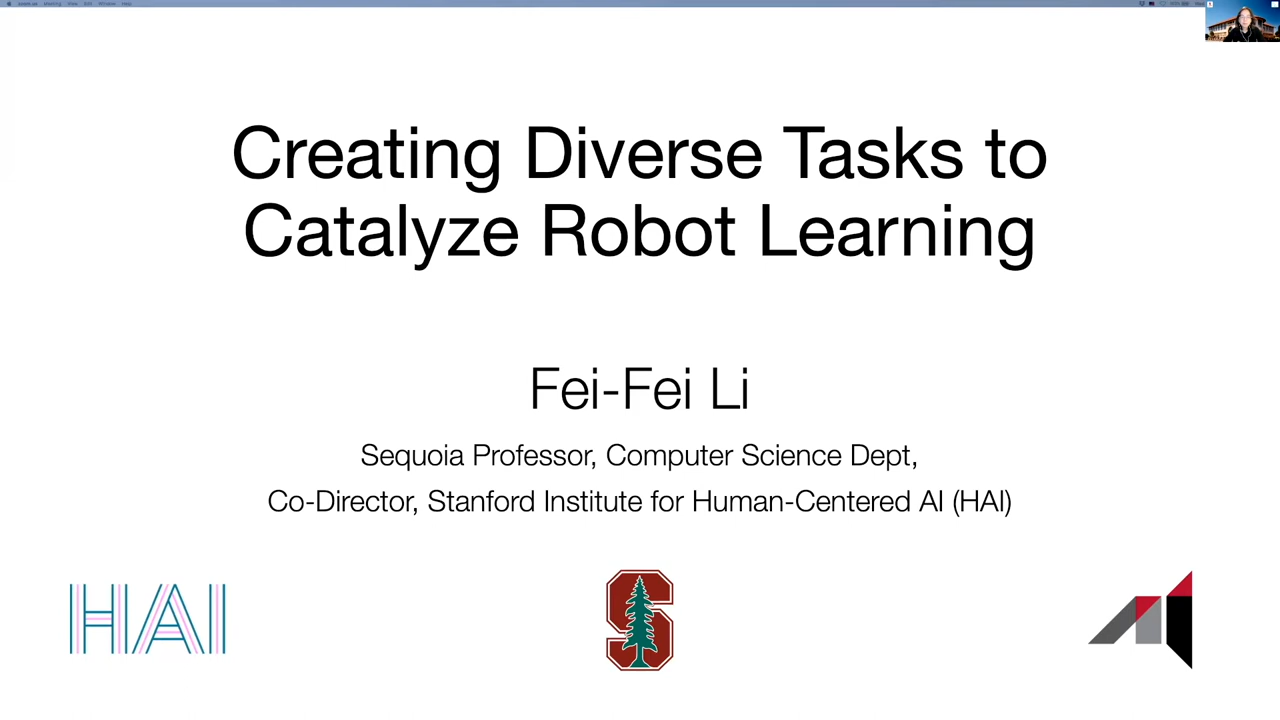 Creating Diverse Tasks to
Catalyze Robot Learning
Fei-Fei Li
Sequoia Professor, Computer Science Dept,
Co-Director, Stanford Institute for Human-Centered AI (HAI)
HAI
S
AI